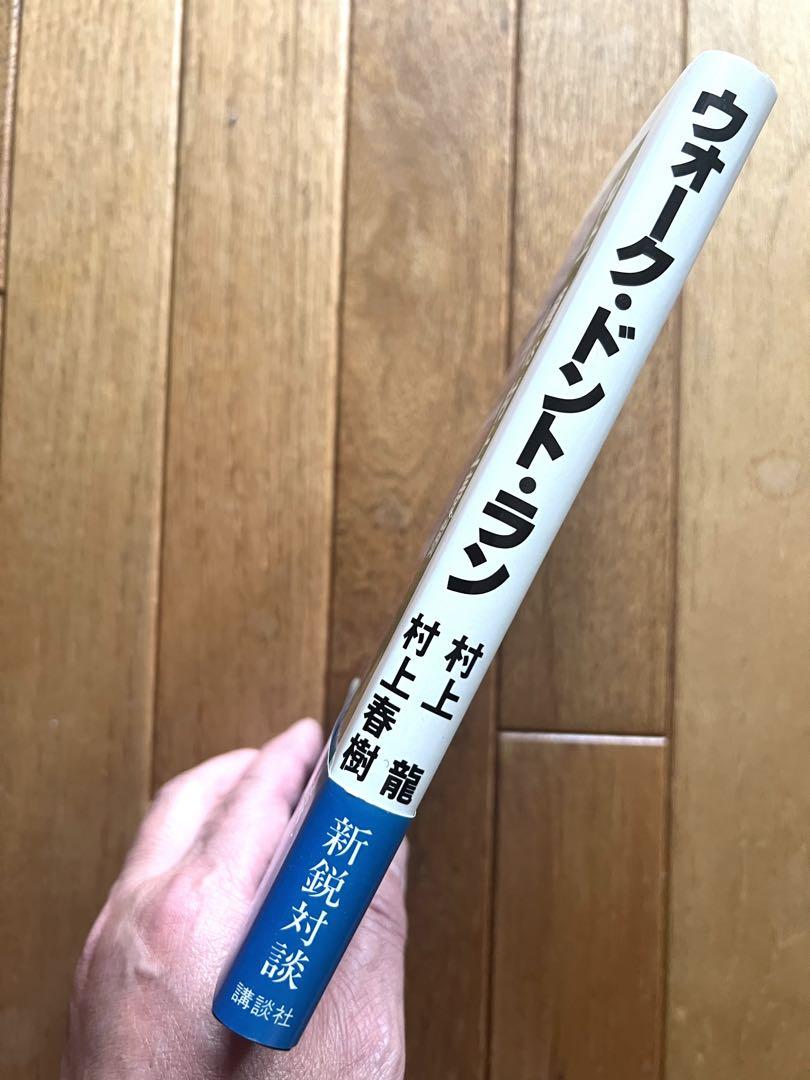 ウォーク・ドント・ラン
村上 龍
村上春樹
新鋭対談
講談社